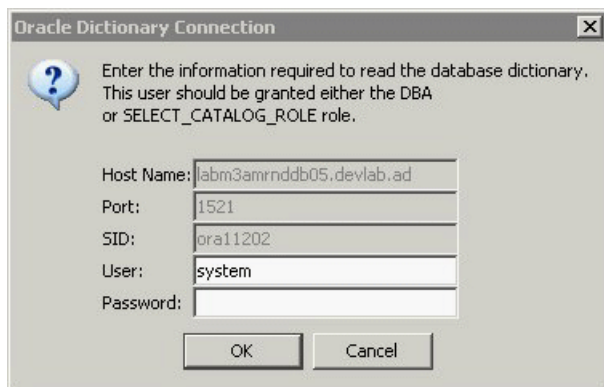 Oracle Dictionary Connection
Enter the information required to read the database dictionary.
This user should be granted either the DBA
or SELECT_CATALOG_ROLE role.
Host Name: labm3amrnddb05.devlab.ad
Port: 1521
SID: ora11202
User: system
Password:
OK Cancel